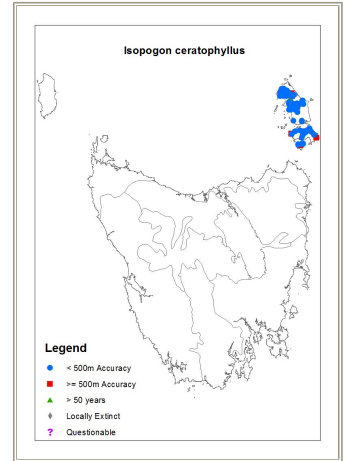 Isopogon ceratophyllus
Legend
< 500m Accuracy
>= 500m Accuracy
> 50 years
Locally Extinct
? Questionable